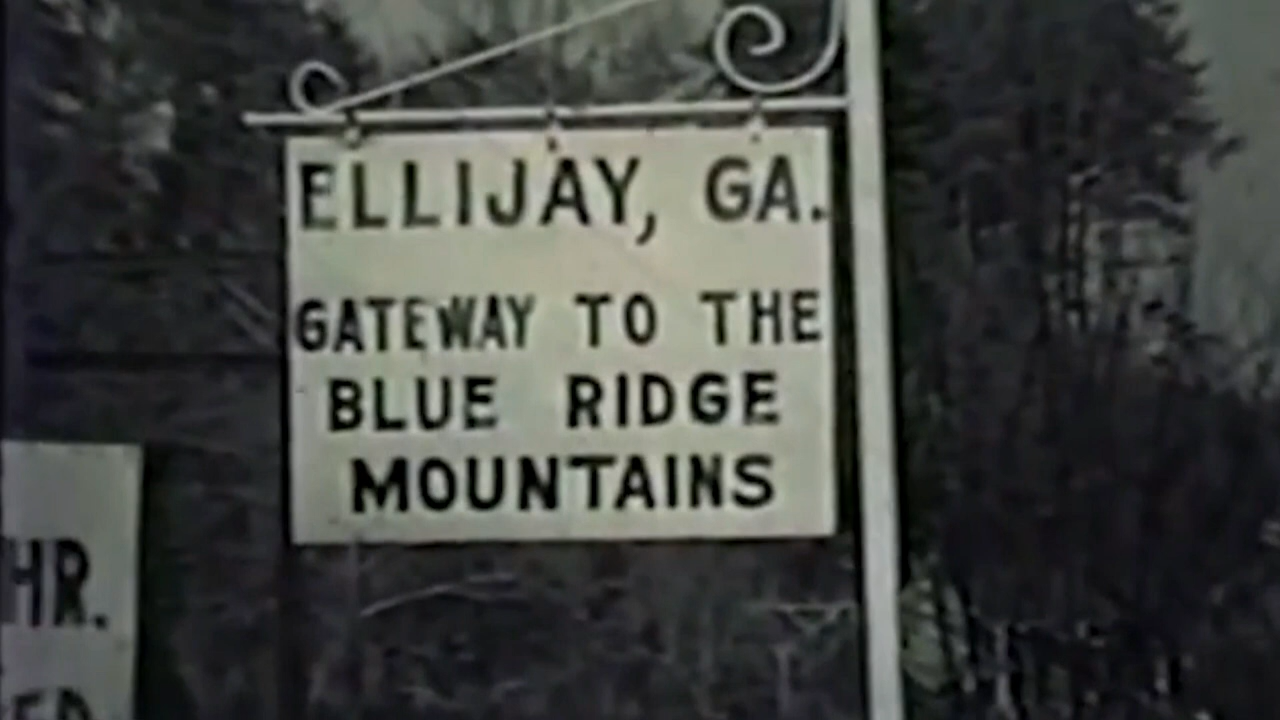 ELLIJAY, GA.
GATEWAY TO THE
BLUE RIDGE
MOUNTAINS
HR.